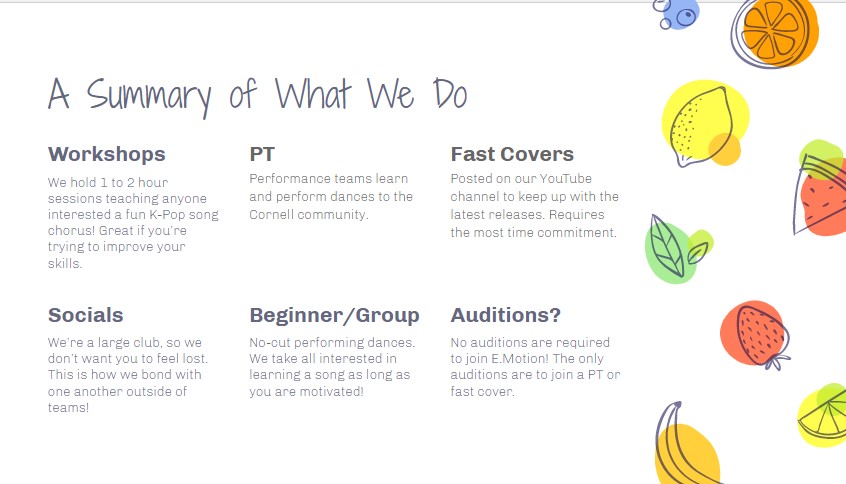 A Summary of What We Do
Workshops
We hold 1 to 2 hour
sessions teaching anyone
interested a fun K-Pop song
chorus! Great if you're
trying to improve your
skills.
PT
Performance teams learn
and perform dances to the
Cornell community.
Fast Covers
Posted on our YouTube
channel to keep up with the
latest releases. Requires
the most time commitment.
Socials
We're a large club, so we
don't want you to feel lost.
This is how we bond with
one another outside of
teams!
Beginner/Group
No-cut performing dances.
We take all interested in
learning a song as long as
you are motivated!
Auditions?
No auditions are required
to join E.Motion! The only
auditions are to join a PT or
fast cover.